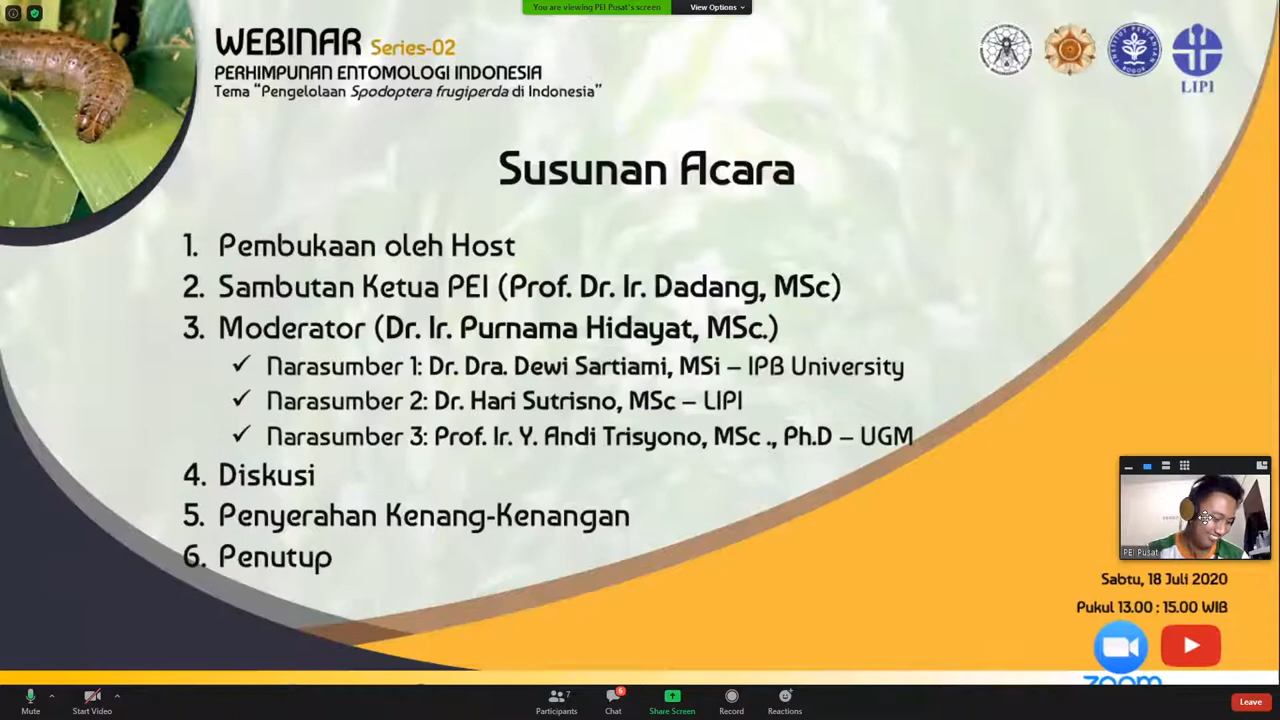 You are viewing PEI Pusat's screen
View Options
WEBINAR Series-02
PERHIMPUNAN ENTOMOLOGI INDONESIA
Tema “Pengelolaan Spodoptera frugiperda di Indonesia”
INSTITUT PERTANIAN
BOGOR
LIPI
Susunan Acara
1. Pembukaan oleh Host
2. Sambutan Ketua PEI (Prof. Dr. Ir. Dadang, MSc)
3. Moderator (Dr. Ir. Purnama Hidayat, MSc.)
✓ Narasumber 1: Dr. Dra. Dewi Sartiami, MSi – IPB University
✓ Narasumber 2: Dr. Hari Sutrisno, MSc – LIPI
✓ Narasumber 3: Prof. Ir. Y. Andi Trisyono, MSc ., Ph.D – UGM
4. Diskusi
5. Penyerahan Kenang-Kenangan
6. Penutup
PEI Pusat
Sabtu, 18 Juli 2020
Pukul 13.00 : 15.00 WIB
zoom
Mute
Start Video
Participants
7
Chat
6
Share Screen
Record
Reactions
Leave